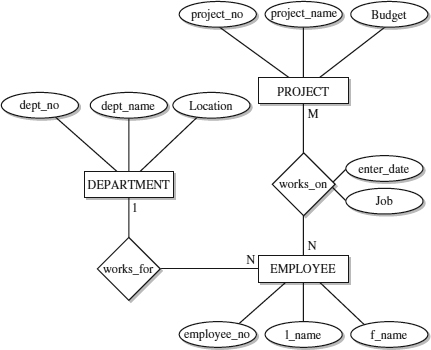 project_no
project_name
Budget
PROJECT
M
dept_no
dept_name
Location
DEPARTMENT
1
works_on
enter_date
Job
works_for
N
N
EMPLOYEE
employee_no
l_name
f_name